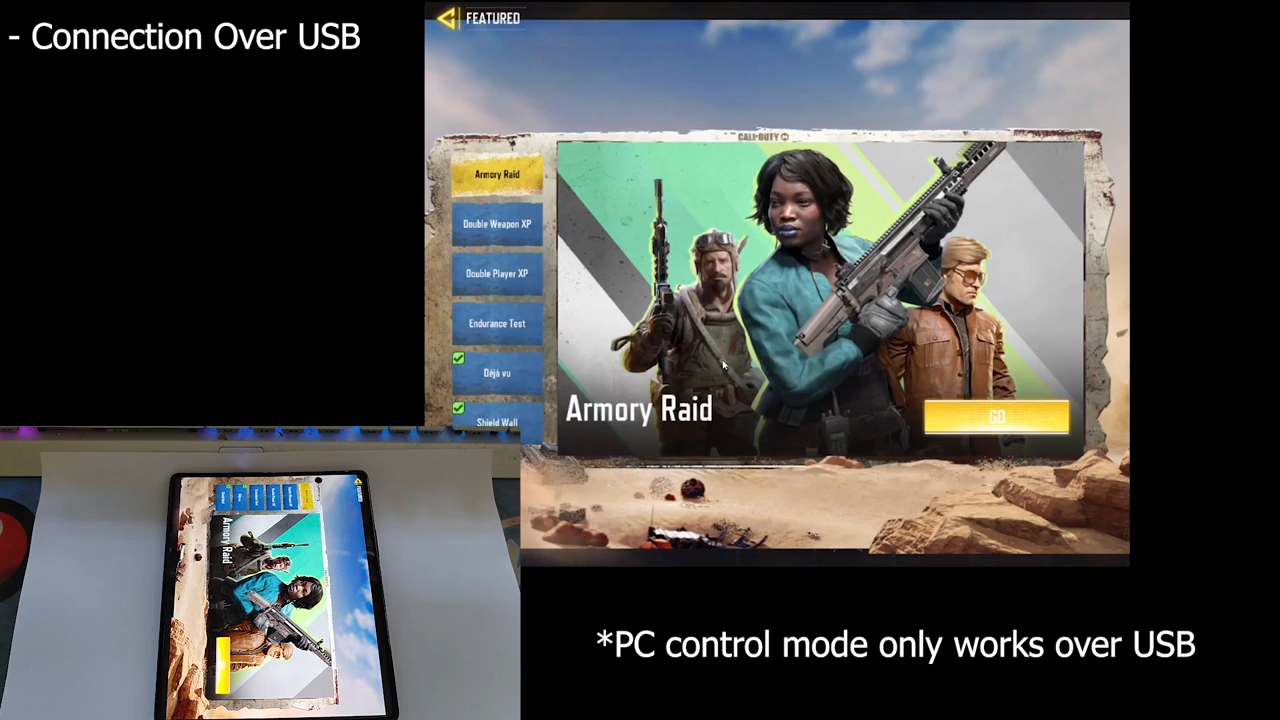 - Connection Over USB
FEATURED
CALL OF DUTY
Armory Raid
Double Weapon XP
Double Player XP
Endurance Test
Déjà vu
Shield Wall
Armory Raid
GO
FEATURED
Armory Raid
*PC control mode only works over USB